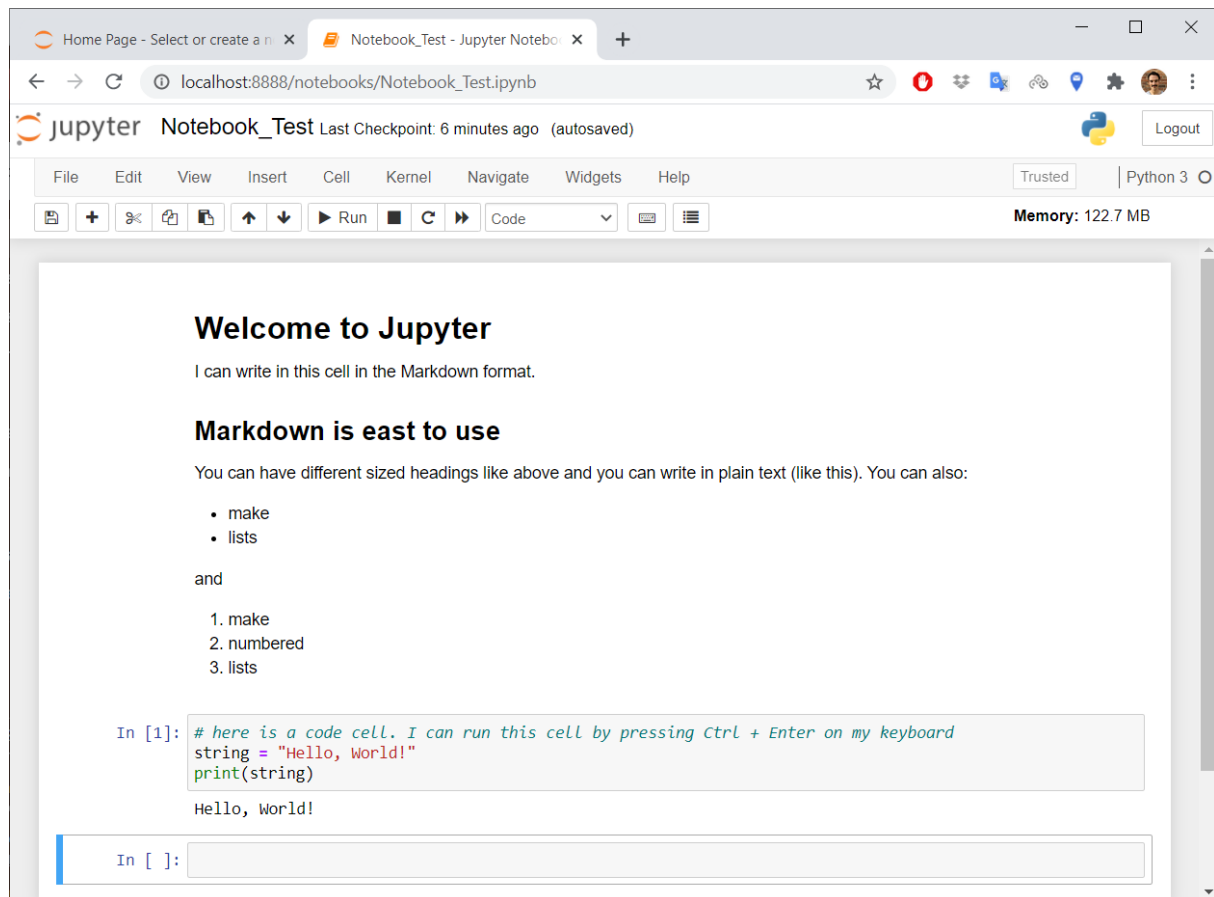 Home Page - Select or create a n
Notebook_Test - Jupyter Noteboo
localhost:8888/notebooks/Notebook_Test.ipynb
jupyter Notebook_Test Last Checkpoint: 6 minutes ago (autosaved)
Logout
File Edit View Insert Cell Kernel Navigate Widgets Help
Trusted Python 3
Run Code Memory: 122.7 MB
Welcome to Jupyter
I can write in this cell in the Markdown format.
Markdown is east to use
You can have different sized headings like above and you can write in plain text (like this). You can also:
• make
• lists
and
1. make
2. numbered
3. lists
In [1]: # here is a code cell. I can run this cell by pressing Ctrl + Enter on my keyboard
string = "Hello, World!"
print(string)
Hello, World!
In [ ]: